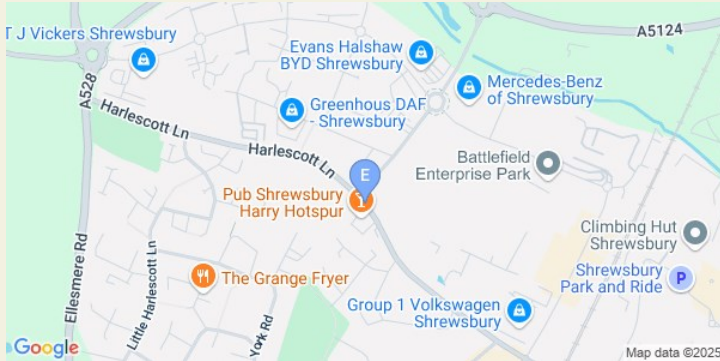 T J Vickers Shrewsbury
A528
Evans Halshaw
BYD Shrewsbury
A5124
Mercedes-Benz
of Shrewsbury
Harlescott Ln
Greenhous DAF
- Shrewsbury
Harlescott Ln
Battlefield
Enterprise Park
E
Pub Shrewsbury
Harry Hotspur
Climbing Hut
Shrewsbury
Ellesmere Rd
Little Harlescott Ln
The Grange Fryer
Shrewsbury
Park and Ride
P
York Rd
Group 1 Volkswagen
Shrewsbury
Google
Map data ©2025